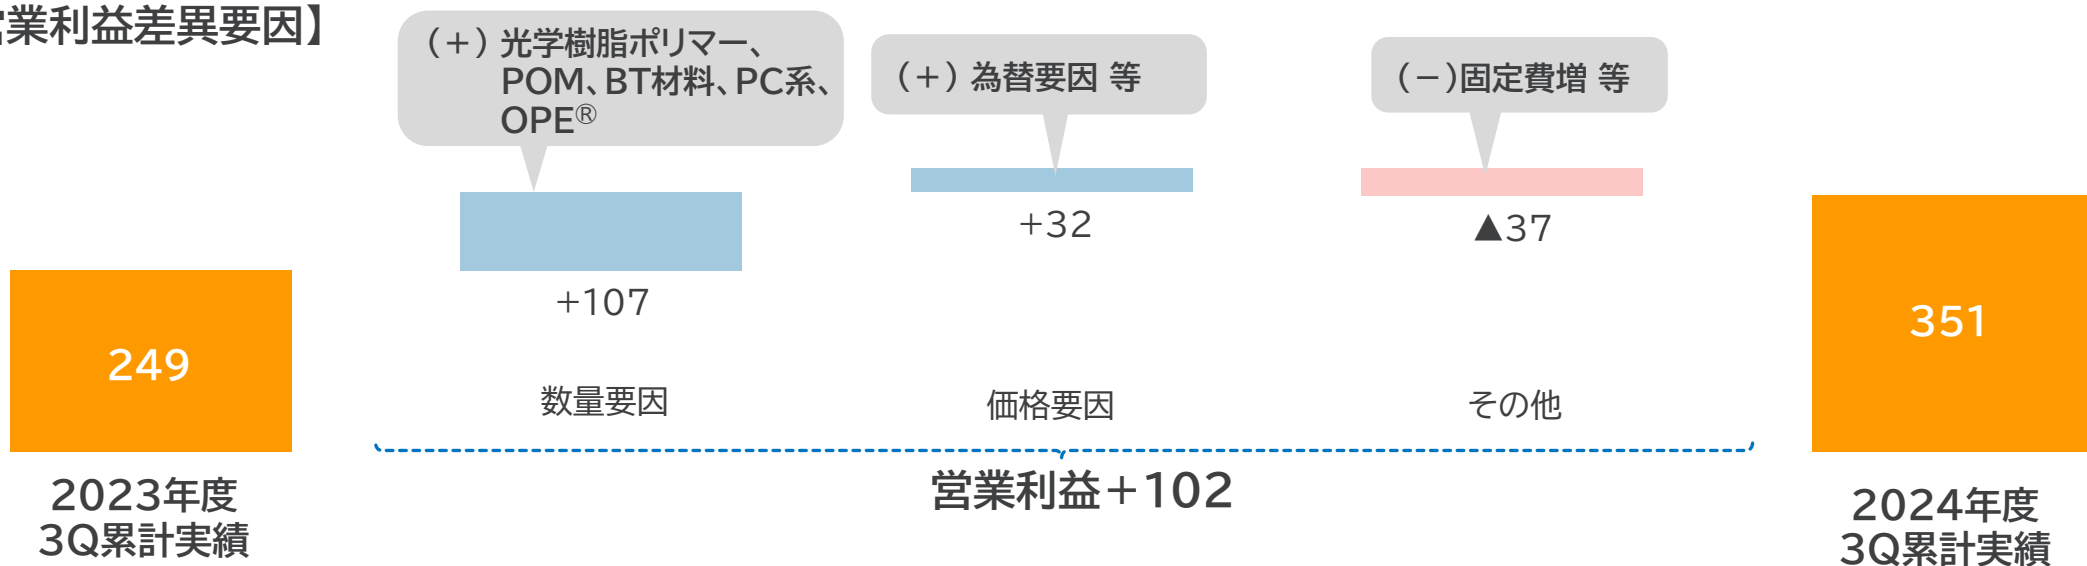 業利益差異要因】
（＋）光学樹脂ポリマー、
POM、BT材料、PC系、
OPE®
（＋）為替要因 等
（－）固定費増 等
+107
+32
▲37
249
351
数量要因
価格要因
その他
営業利益＋102
2023年度
3Q累計実績
2024年度
3Q累計実績